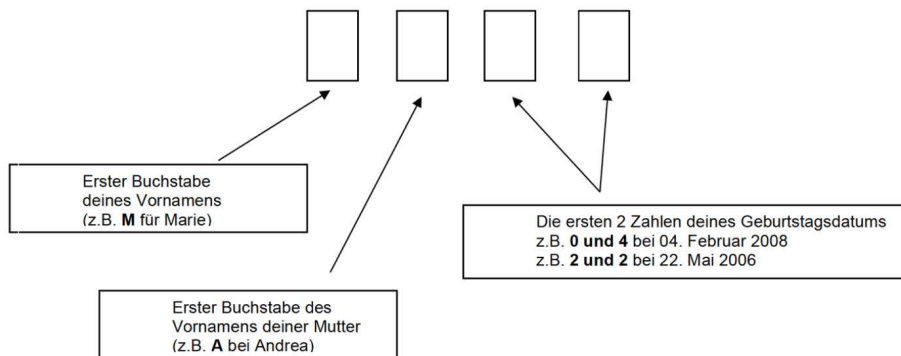 Erster Buchstabe
deines Vornamens
(z.B. M für Marie)
Die ersten 2 Zahlen deines Geburtstagsdatums
z.B. 0 und 4 bei 04. Februar 2008
z.B. 2 und 2 bei 22. Mai 2006
Erster Buchstabe des
Vornamens deiner Mutter
(z.B. A bei Andrea)